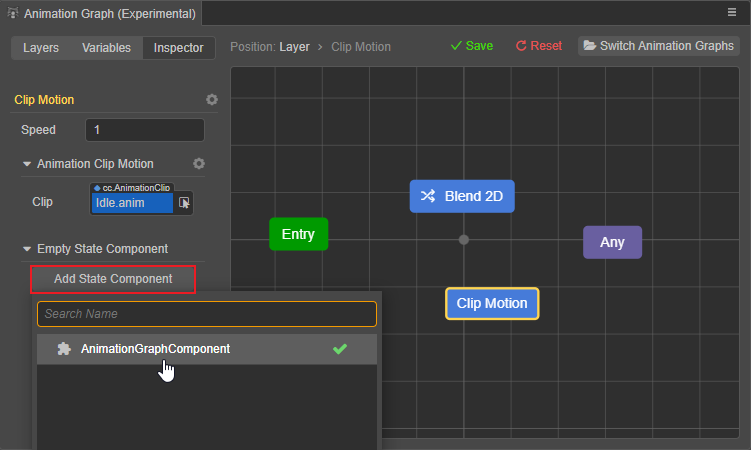 Animation Graph (Experimental)
Layers Variables Inspector
Position: Layer > Clip Motion
Save Reset Switch Animation Graphs
Clip Motion
Speed 1
Animation Clip Motion
cc.AnimationClip
Clip Idle.anim
Empty State Component
Add State Component
Search Name
AnimationGraphComponent
Blend 2D
Entry
Any
Clip Motion